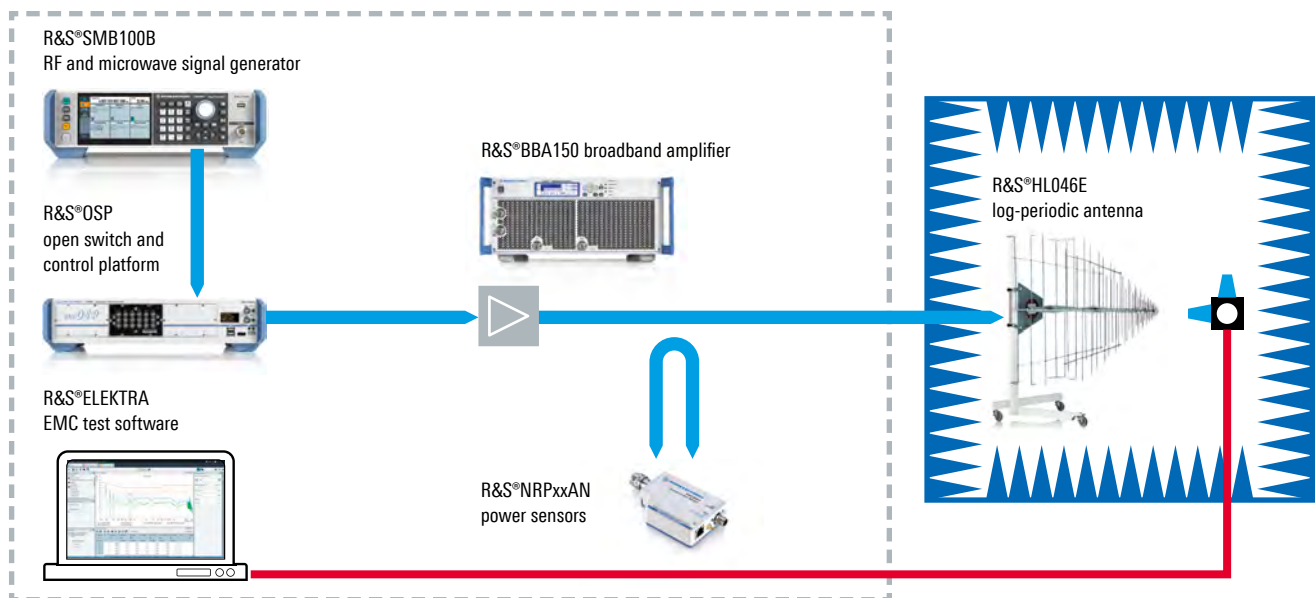 R&S®SMB100B
RF and microwave signal generator
R&S®BBA150 broadband amplifier
R&S®HL046E
log-periodic antenna
R&S®OSP
open switch and
control platform
R&S®ELEKTRA
EMC test software
R&S®NRPxxAN
power sensors